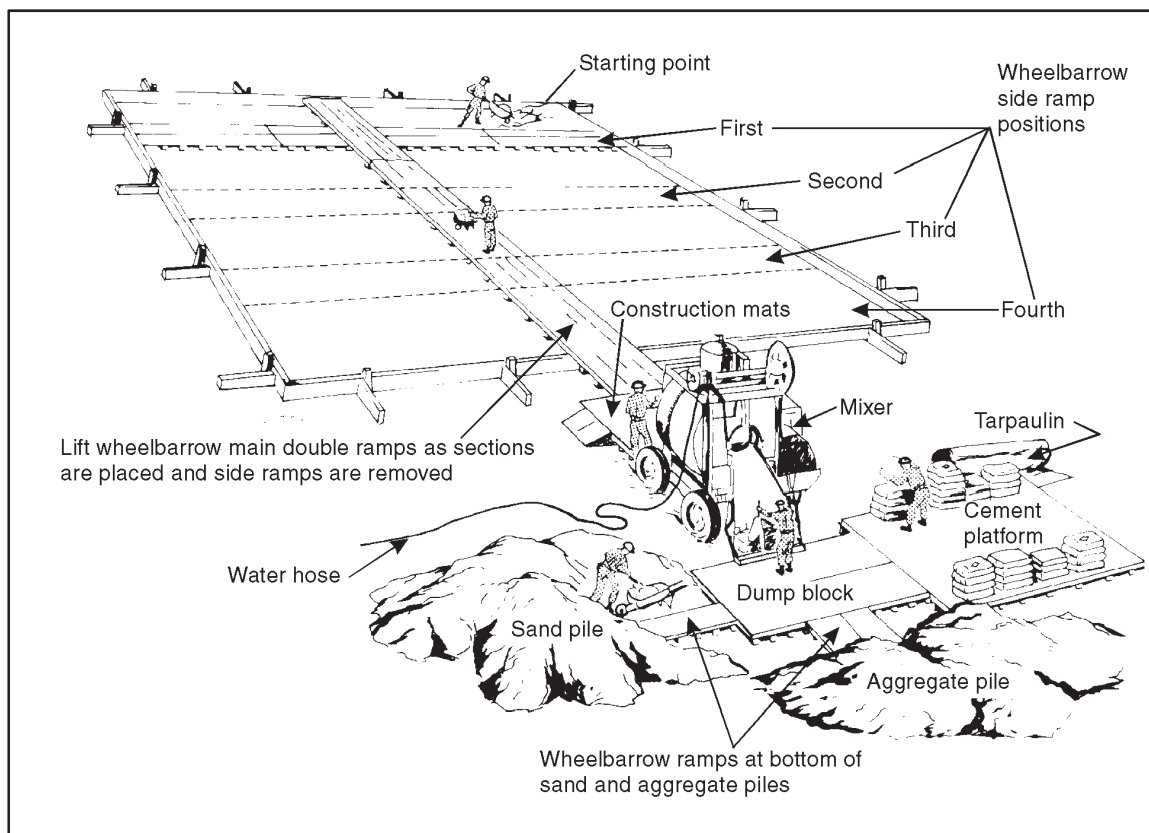 Starting point
Wheelbarrow
side ramp
positions
First
Second
Third
Fourth
Construction mats
Mixer
Tarpaulin
Lift wheelbarrow main double ramps as sections
are placed and side ramps are removed
Cement
platform
Water hose
Dump block
Sand pile
Aggregate pile
Wheelbarrow ramps at bottom of
sand and aggregate piles